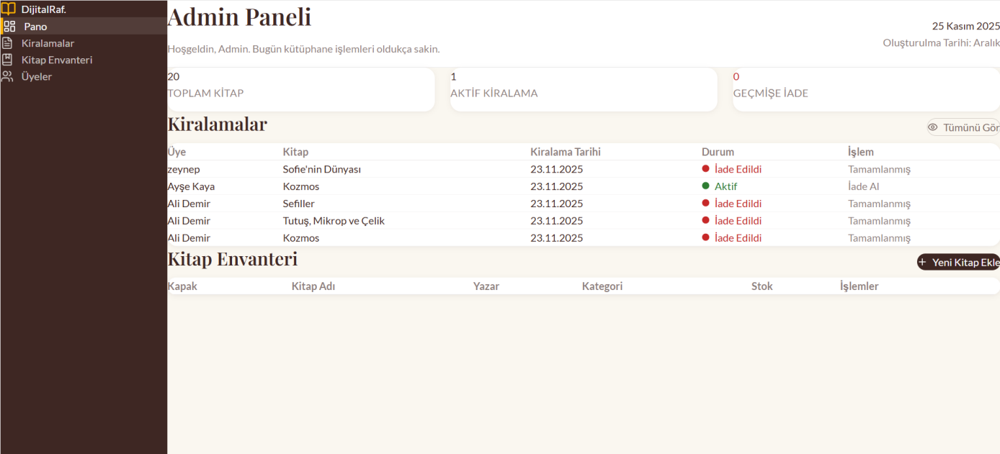 DijitalRaf.
Pano
Kiralamalar
Kitap Envanteri
Üyeler
Admin Paneli
25 Kasım 2025
Hoşgeldin, Admin. Bugün kütüphane işlemleri oldukça sakin.
Oluşturulma Tarihi: Aralık
20
TOPLAM KİTAP
1
AKTİF KİRALAMA
0
GEÇMİŞE İADE
Kiralamalar
Tümünü Gör
Üye Kitap Kiralama Tarihi Durum İşlem
zeynep Sofie'nin Dünyası 23.11.2025 İade Edildi Tamamlanmış
Ayşe Kaya Kozmos 23.11.2025 Aktif İade Al
Ali Demir Sefiller 23.11.2025 İade Edildi Tamamlanmış
Ali Demir Tutuş, Mikrop ve Çelik 23.11.2025 İade Edildi Tamamlanmış
Ali Demir Kozmos 23.11.2025 İade Edildi Tamamlanmış
Kitap Envanteri
+ Yeni Kitap Ekle
Kapak Kitap Adı Yazar Kategori Stok İşlemler